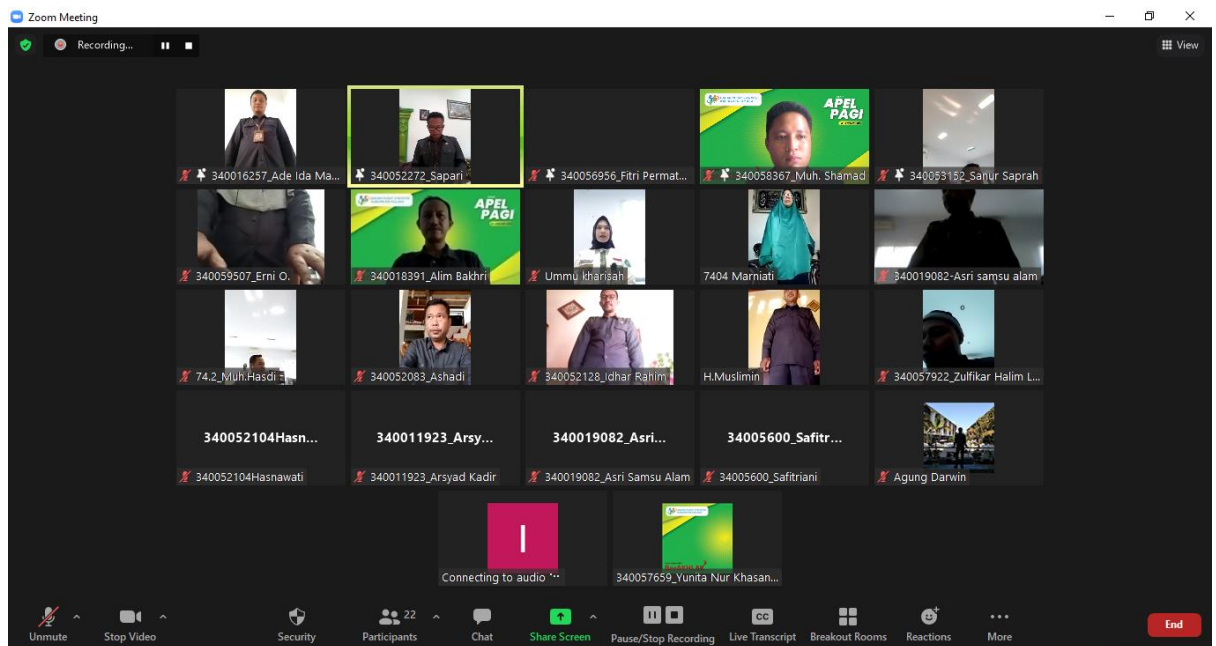 Zoom Meeting
Recording...
View
APEL
PAGI
340016257_Ade Ida Ma...
340052272_Sapari
340056956_Fitri Permat...
340058367_Muh. Shamad
340053152_Sanur Saprah
APEL
PAGI
340059507_Erni O.
340018391_Alim Bakhri
Ummu kharisah
7404 Marniati
340019082-Asri samsu alam
74.2_Muh.Hasdi
340052083_Ashadi
340052128_Idhar Rahim
H.Muslimin
340057922_Zulfikar Halim L...
340052104Hasn...
340011923_Arsy...
340019082_Asri...
34005600_Safitr...
340052104Hasnawati
340011923_Arsyad Kadir
340019082_Asri Samsu Alam
34005600_Safitriani
Agung Darwin
I
Connecting to audio ...
340057659_Yunita Nur Khasan...
Unmute
Stop Video
Security
Participants
22
Chat
Share Screen
Pause/Stop Recording
CC
Live Transcript
Breakout Rooms
Reactions
More
End